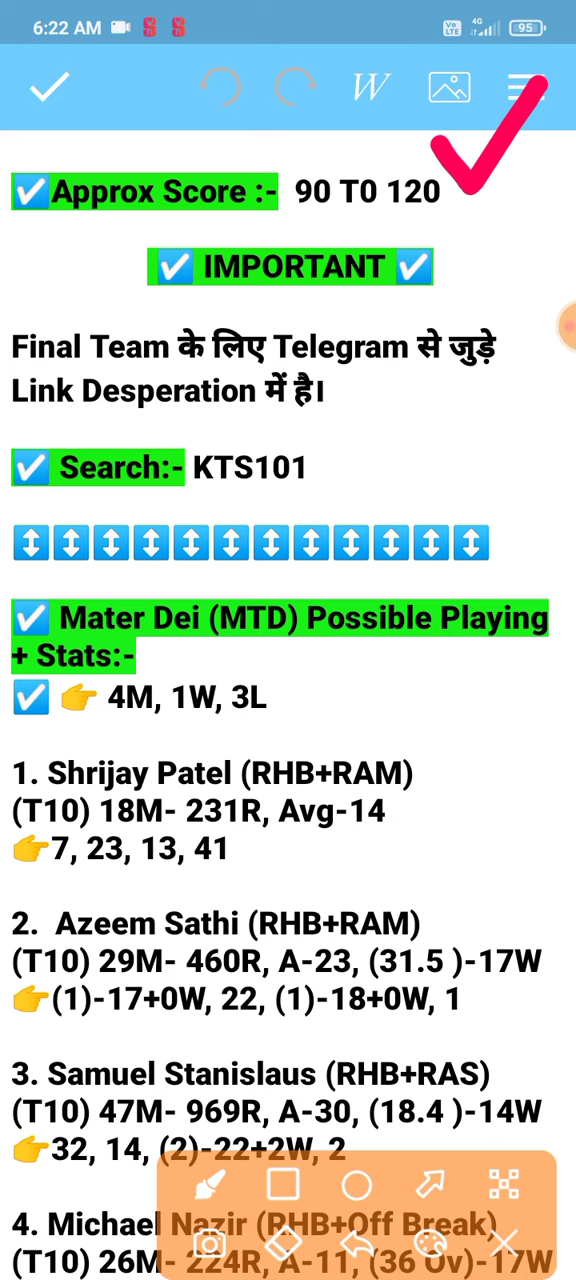 6:22 AM
Vo LTE 4G 95
W
✅Approx Score :- 90 T0 120
✅ IMPORTANT ✅
Final Team के लिए Telegram से जुड़े
Link Desperation में है।
✅ Search:- KTS101
↕️↕️↕️↕️↕️↕️↕️↕️↕️↕️↕️↕️
✅ Mater Dei (MTD) Possible Playing
+ Stats:-
✅ 👉 4M, 1W, 3L
1. Shrijay Patel (RHB+RAM)
(T10) 18M- 231R, Avg-14
👉7, 23, 13, 41
2. Azeem Sathi (RHB+RAM)
(T10) 29M- 460R, A-23, (31.5 )-17W
👉(1)-17+0W, 22, (1)-18+0W, 1
3. Samuel Stanislaus (RHB+RAS)
(T10) 47M- 969R, A-30, (18.4 )-14W
👉32, 14, (2)-22+2W, 2
4. Michael Nazir (RHB+Off Break)
(T10) 26M- 224R, A-11, (36 Ov)-17W